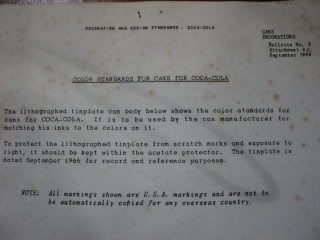 DECORATION AND DESIGN STANDARDS : COCA-COLA
CANS
DECORATIONS
Bulletin No. 2
Attachment
September 1966
COLOR STANDARDS FOR CANS FOR COCA-COLA
The lithographed tinplate can body below shows the color standards for
cans for COCA-COLA. It is to be used by the can manufacturer for
matching his inks to the colors on it.
To protect the lithographed tinplate from scratch marks and exposure to
light, it should be kept within the acetate protector. The tinplate is
dated September 1966 for record and reference purposes.
NOTE: All markings shown are U.S.A. markings and are not to
be automatically copied for any overseas country.